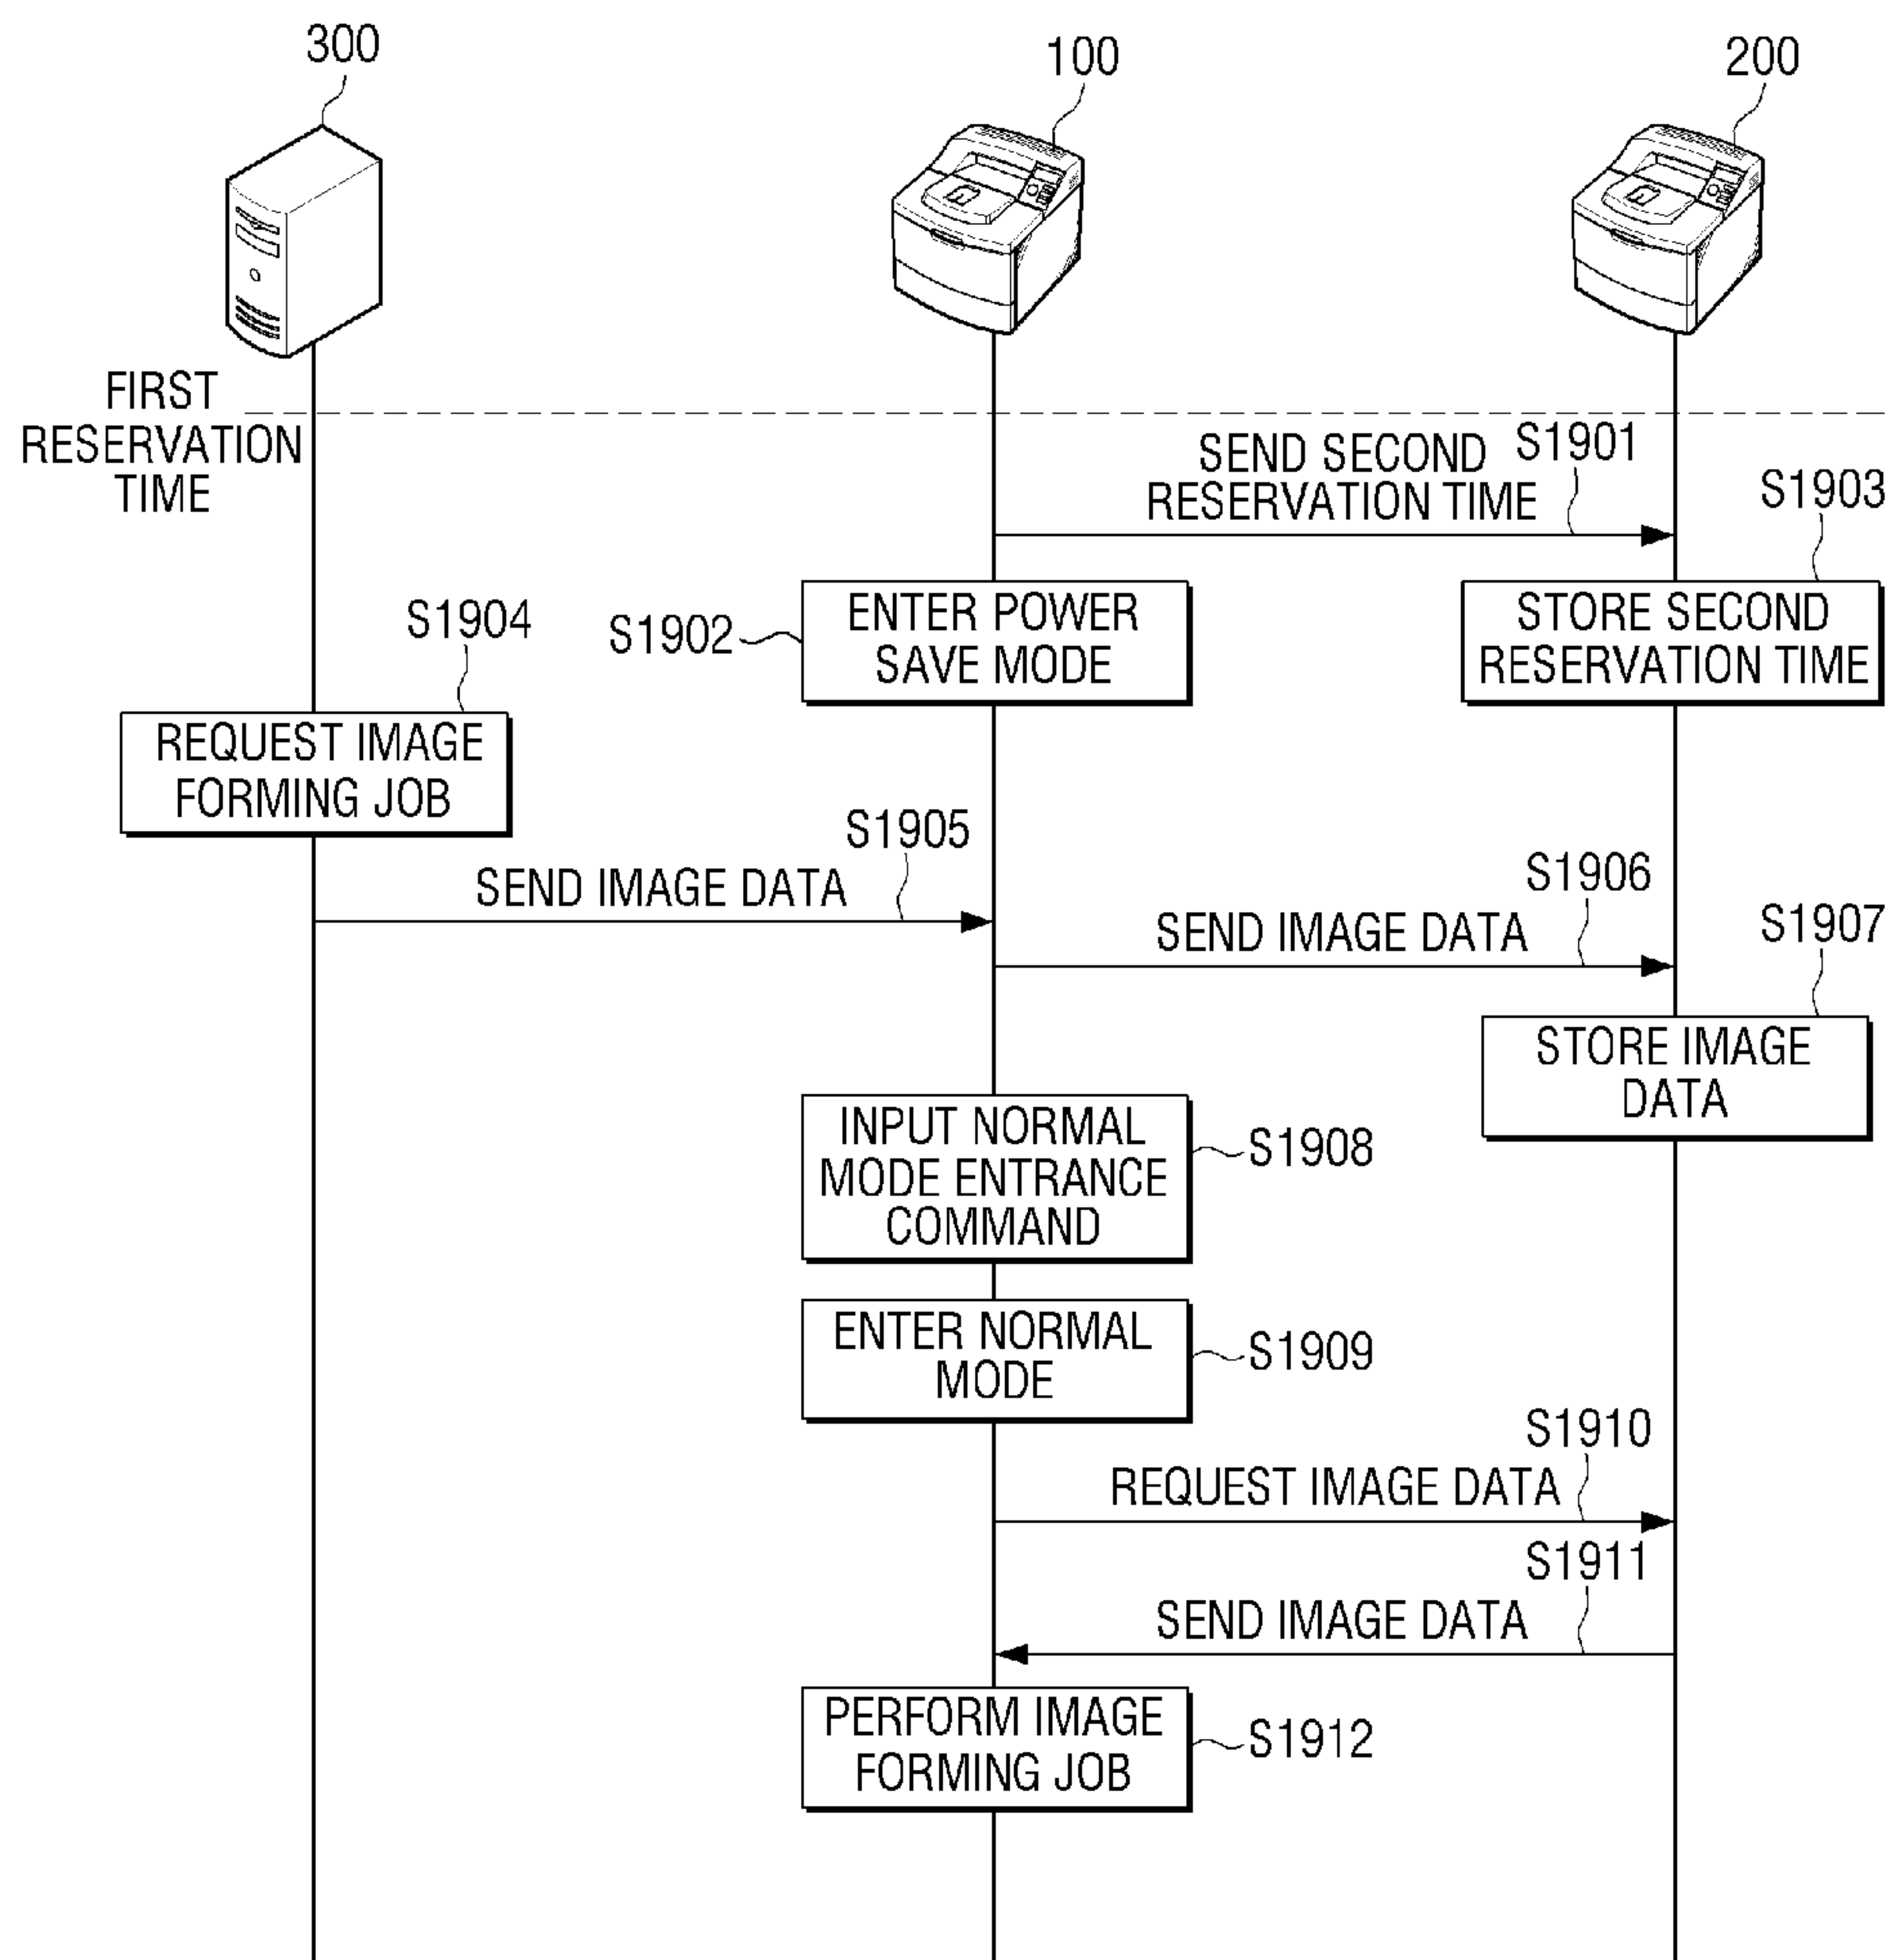 300
100
200
FIRST
RESERVATION
TIME
SEND SECOND
RESERVATION TIME
S1901
S1903
ENTER POWER
SAVE MODE
S1902
STORE SECOND
RESERVATION TIME
S1904
REQUEST IMAGE
FORMING JOB
S1905
SEND IMAGE DATA
S1906
SEND IMAGE DATA
S1907
STORE IMAGE
DATA
INPUT NORMAL
MODE ENTRANCE
COMMAND
S1908
ENTER NORMAL
MODE
S1909
S1910
REQUEST IMAGE DATA
S1911
SEND IMAGE DATA
PERFORM IMAGE
FORMING JOB
S1912